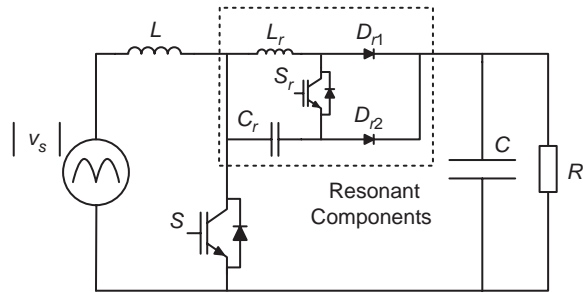 L
L_r
D_r1
S_r
C_r
D_r2
| v_s |
C
R
Resonant
Components
S